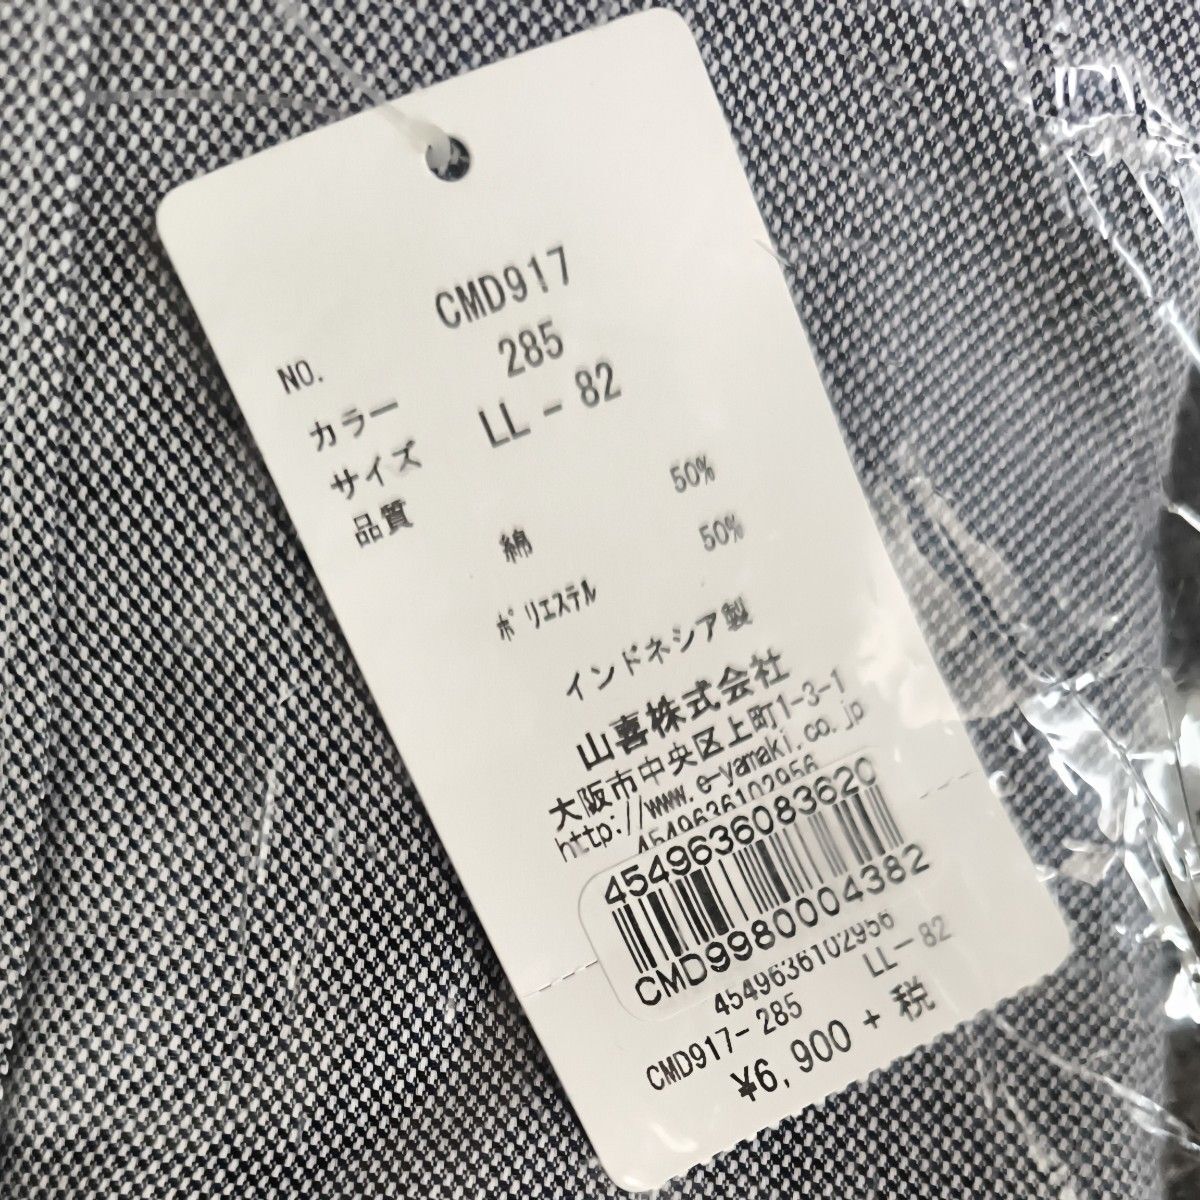 NO. CMD917
カラー 285
サイズ LL-82
品質
綿 50%
ポリエステル 50%
インドネシア製
山喜株式会社
大阪市中央区上町1-3-1
http://www.e-yamaki.co.jp
4549636102956
4549636083620
CMD9980004382
4549636102956
CMD917-285 LL-82
¥6,900+税